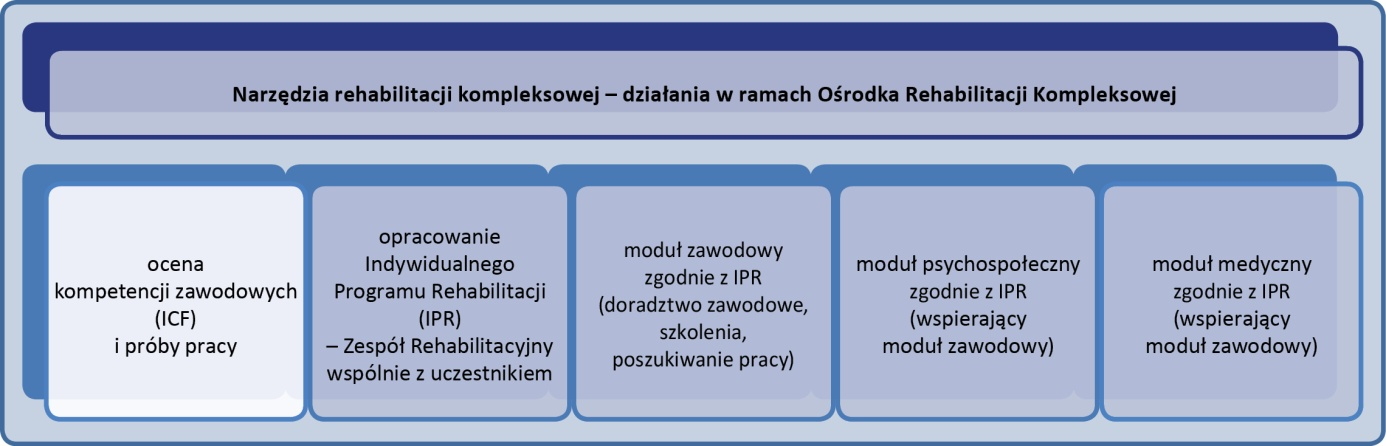 Narzędzia rehabilitacji kompleksowej – działania w ramach Ośrodka Rehabilitacji Kompleksowej
ocena
kompetencji zawodowych
(ICF)
i próby pracy
opracowanie
Indywidualnego
Programu Rehabilitacji
(IPR)
– Zespół Rehabilitacyjny
wspólnie z uczestnikiem
moduł zawodowy
zgodnie z IPR
(doradztwo zawodowe,
szkolenia,
poszukiwanie pracy)
moduł psychospołeczny
zgodnie z IPR
(wspierający
moduł zawodowy)
moduł medyczny
zgodnie z IPR
(wspierający
moduł zawodowy)